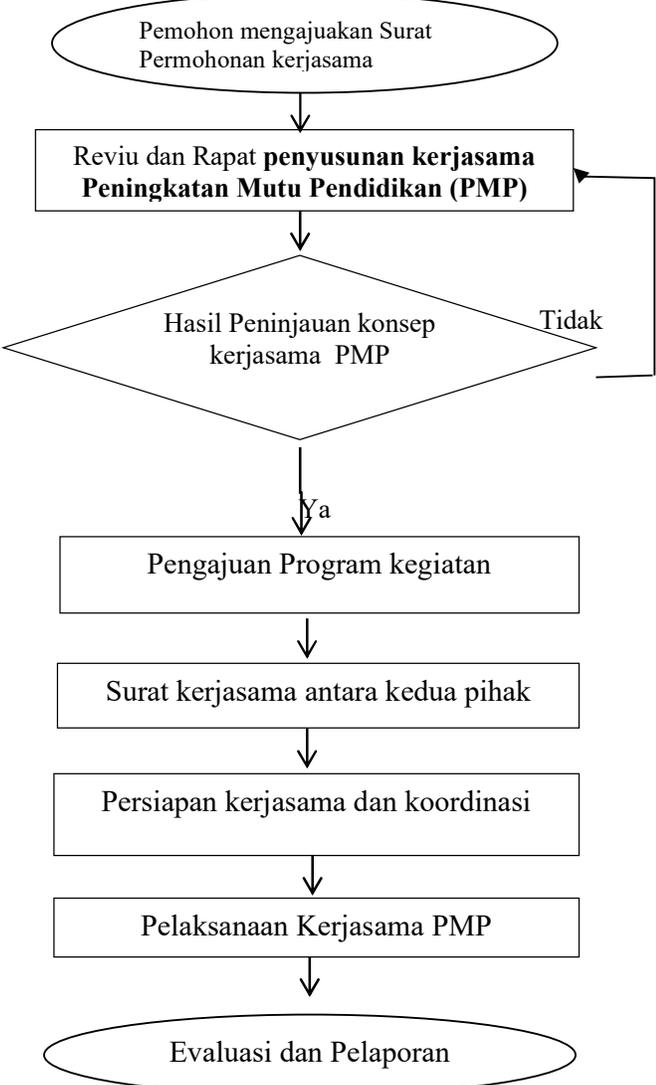 Pemohon mengajuakan Surat
Permohonan kerjasama
Reviu dan Rapat penyusunan kerjasama
Peningkatan Mutu Pendidikan (PMP)
Hasil Peninjauan konsep
kerjasama PMP
Tidak
Ya
Pengajuan Program kegiatan
Surat kerjasama antara kedua pihak
Persiapan kerjasama dan koordinasi
Pelaksanaan Kerjasama PMP
Evaluasi dan Pelaporan